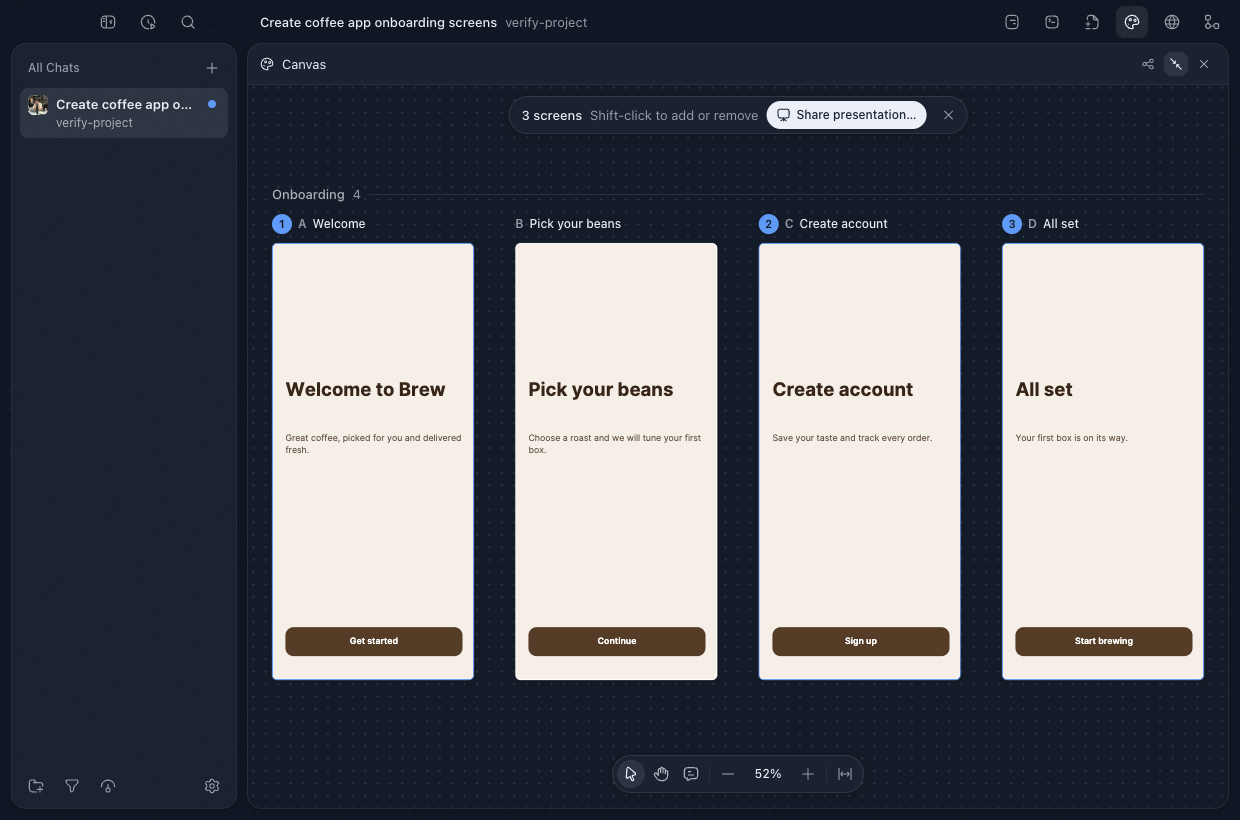 Create coffee app onboarding screens verify-project
All Chats
Create coffee app o...
verify-project
Canvas
3 screens Shift-click to add or remove Share presentation...
Onboarding 4
1 A Welcome
B Pick your beans
2 C Create account
3 D All set
Welcome to Brew
Great coffee, picked for you and delivered
fresh.
Get started
Pick your beans
Choose a roast and we will tune your first
box.
Continue
Create account
Save your taste and track every order.
Sign up
All set
Your first box is on its way.
Start brewing
52%